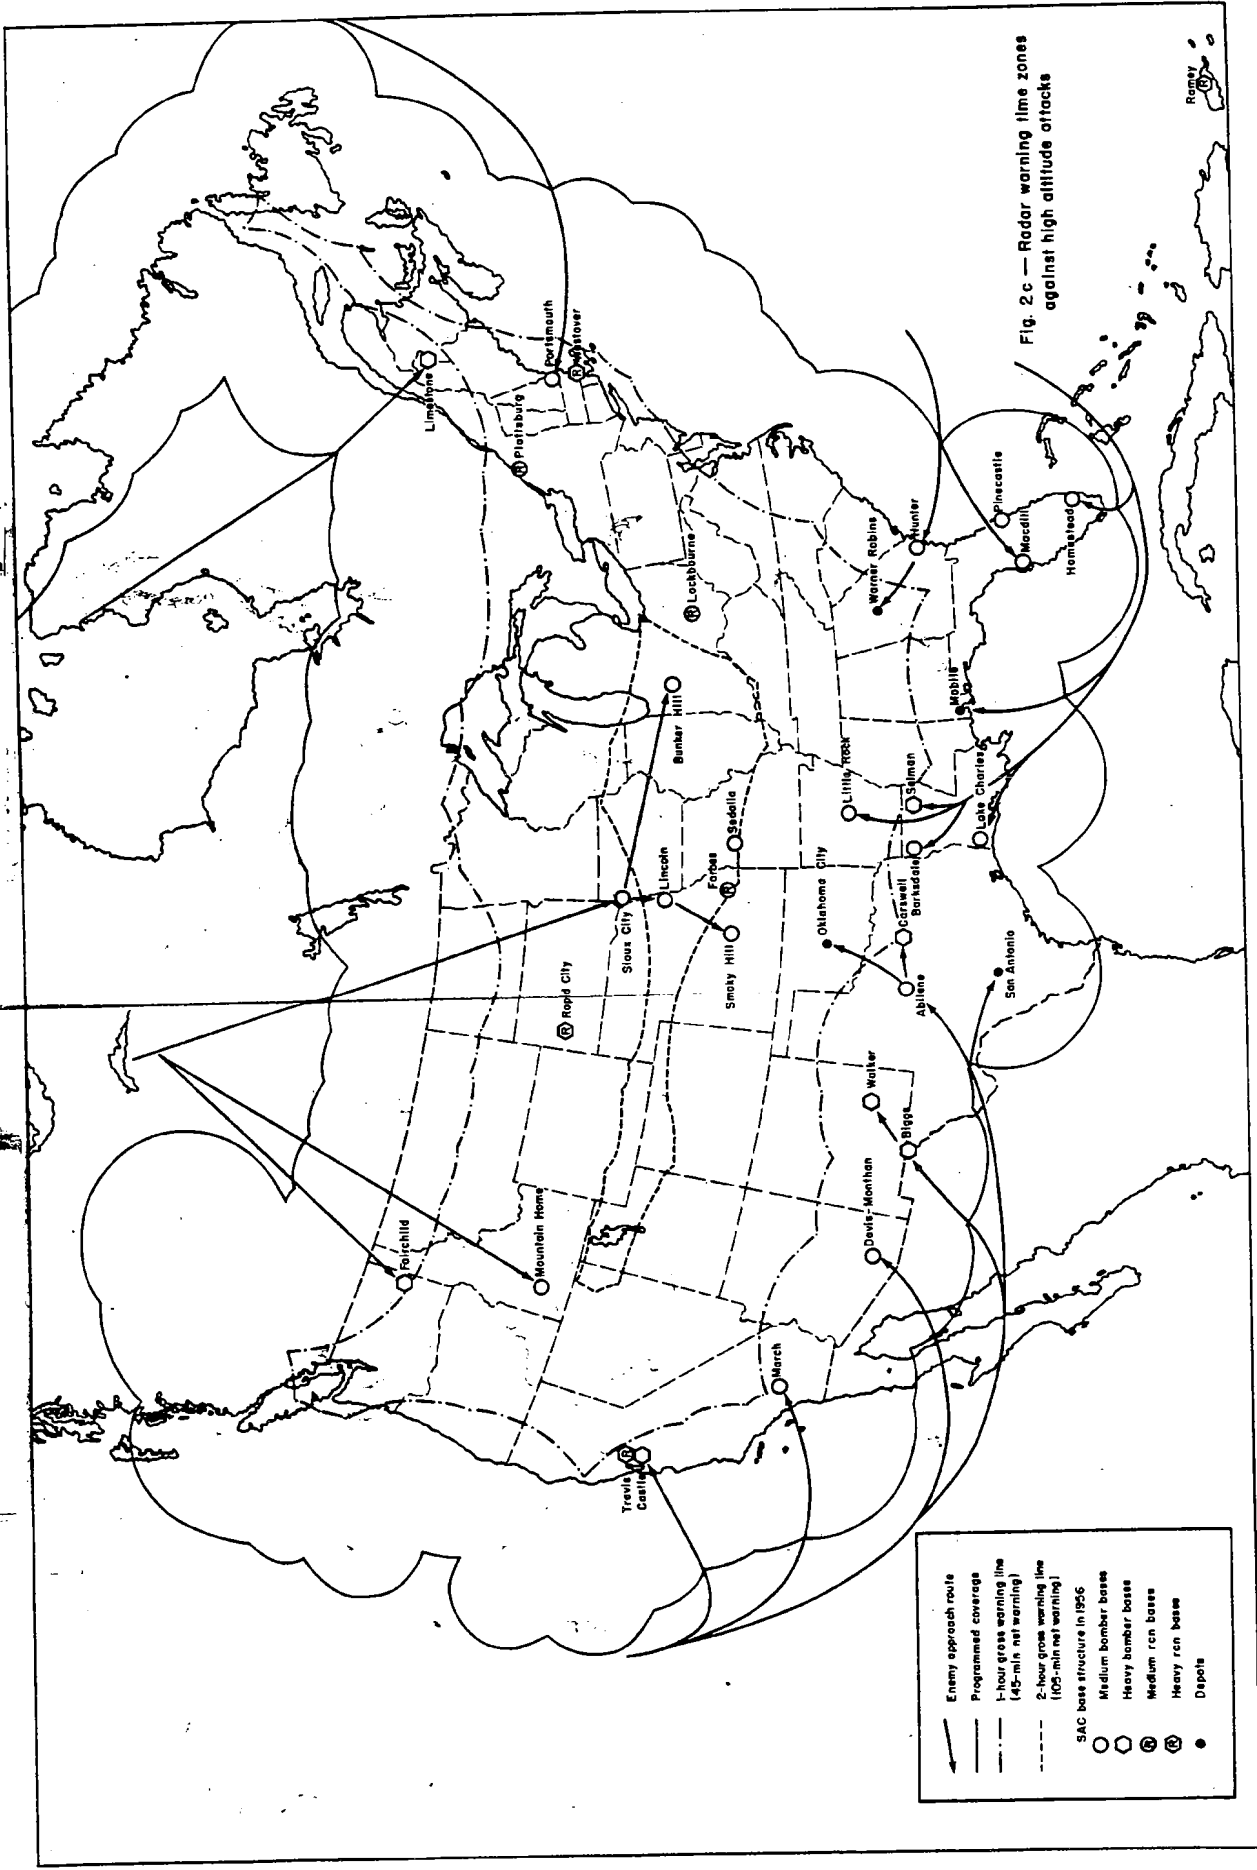 Fig. 2c — Radar warning time zones
against high altitude attacks
Ramey
R
Limestone
Portsmouth
Westover
R
Plattsburg
R
Lockbourne
R
Bunker Hill
Sioux City
Lincoln
Forbes
R
Sedalia
Smoky Hill
Rapid City
R
Fairchild
Mountain Home
Travis
R
Castle
March
Davis-Monthan
Biggs
Walker
Abilene
Carswell
Oklahoma City
San Antonio
Barksdale
Lake Charles
Little Rock
Selman
Mobile
Warner Robins
Hunter
Pinecastle
Macdill
Homestead
Enemy approach route
Programmed coverage
1-hour gross warning line
(45-min net warning)
2-hour gross warning line
(105-min net warning)
SAC base structure in 1956
Medium bomber bases
Heavy bomber bases
R Medium rcn bases
R Heavy rcn bases
Depots